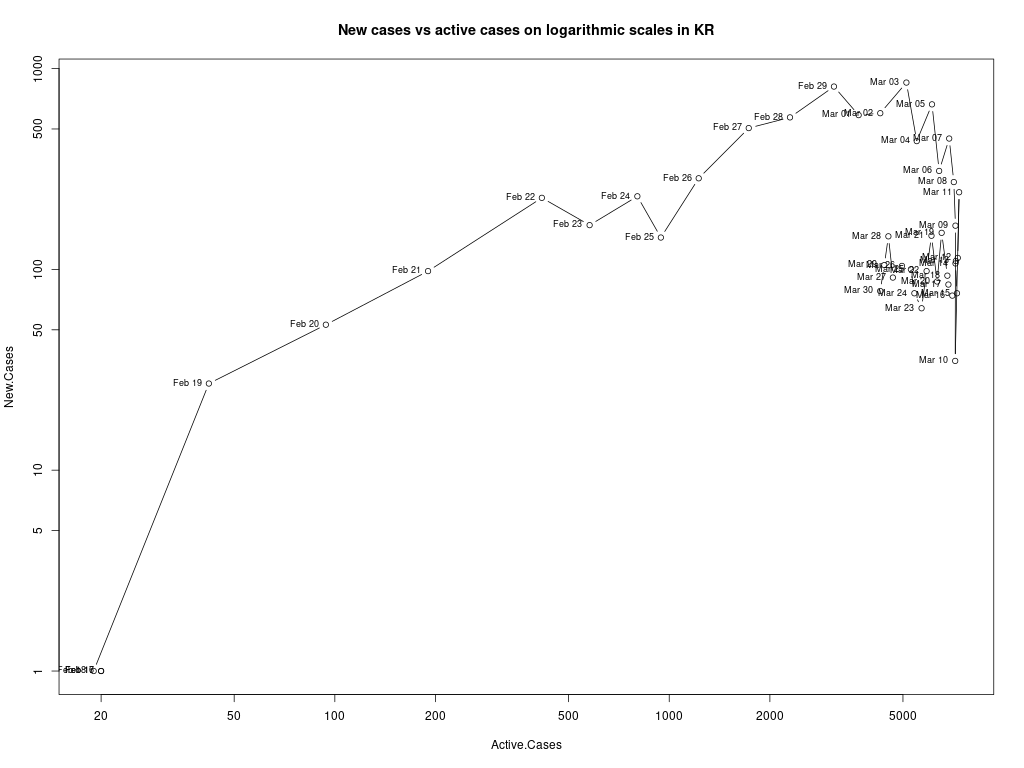 New cases vs active cases on logarithmic scales in KR
New.Cases
1000
500
100
50
10
5
1
Feb 19
Feb 20
Feb 21
Feb 22
Feb 23
Feb 24
Feb 25
Feb 26
Feb 27
Feb 28
Feb 29
Mar 02
Mar 03
Mar 04
Mar 05
Mar 06
Mar 07
Mar 08
Mar 11
Mar 09
Mar 28
Mar 21
Mar 27
Mar 30
Mar 24
Mar 23
Mar 10
20
50
100
200
500
1000
2000
5000
Active.Cases